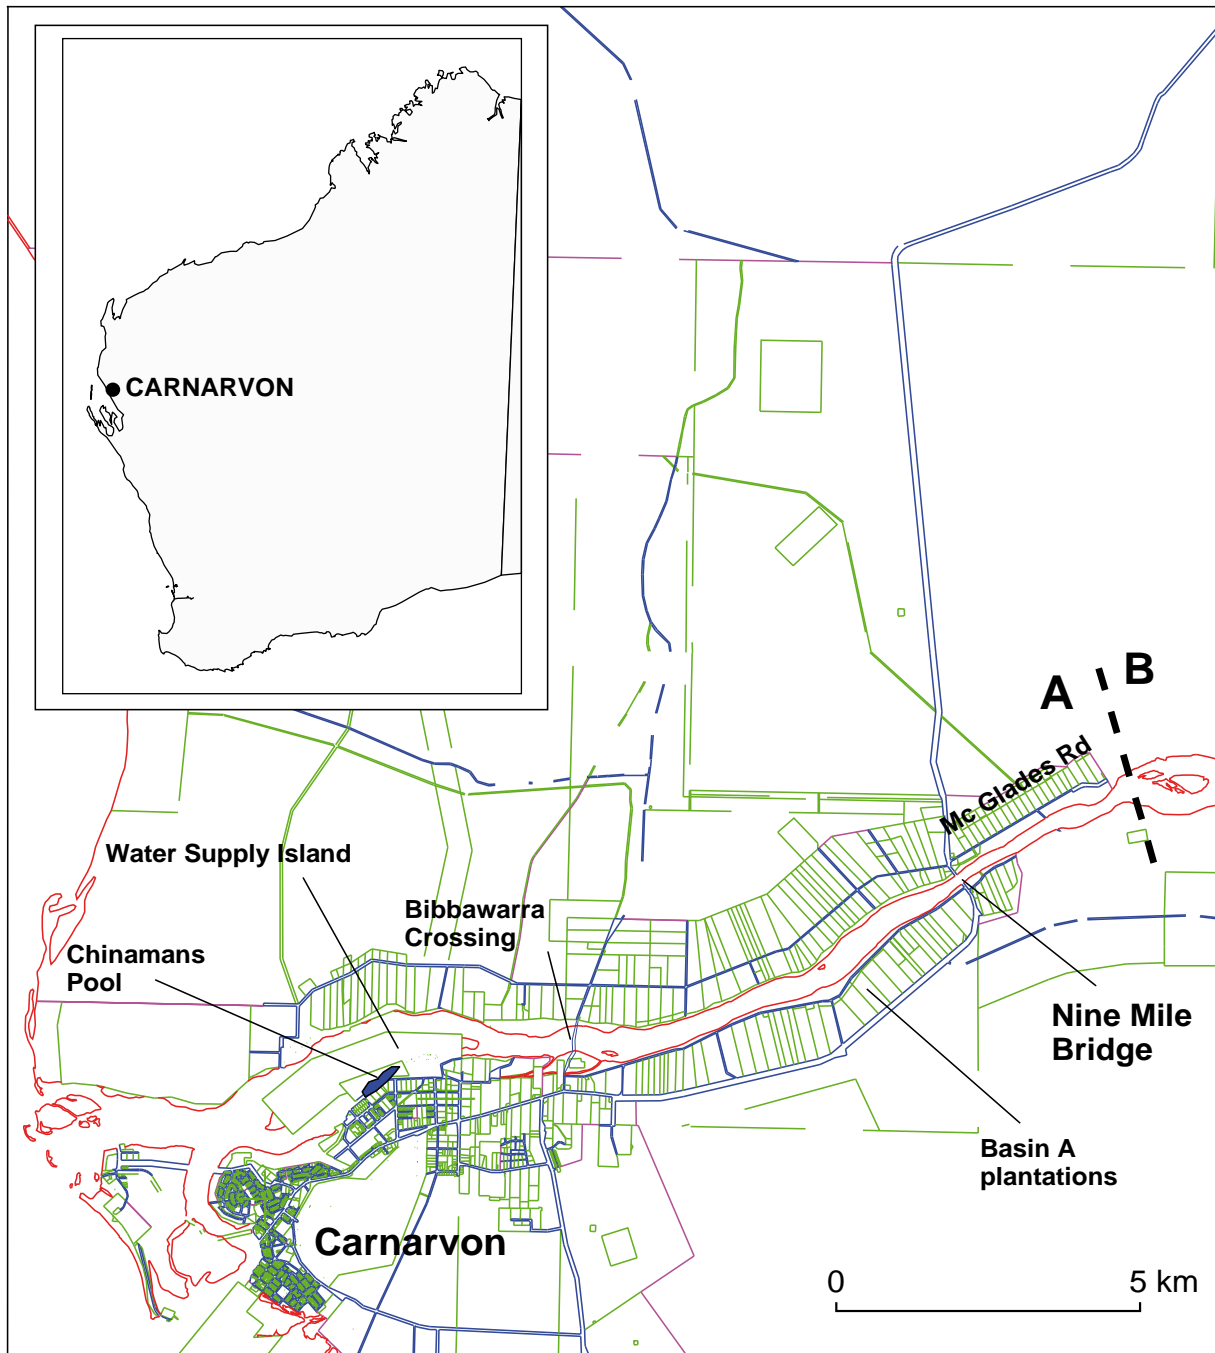 CARNARVON
A
B
Mc Glades Rd
Water Supply Island
Bibbawarra
Crossing
Chinamans
Pool
Nine Mile
Bridge
Basin A
plantations
Carnarvon
0
5 km